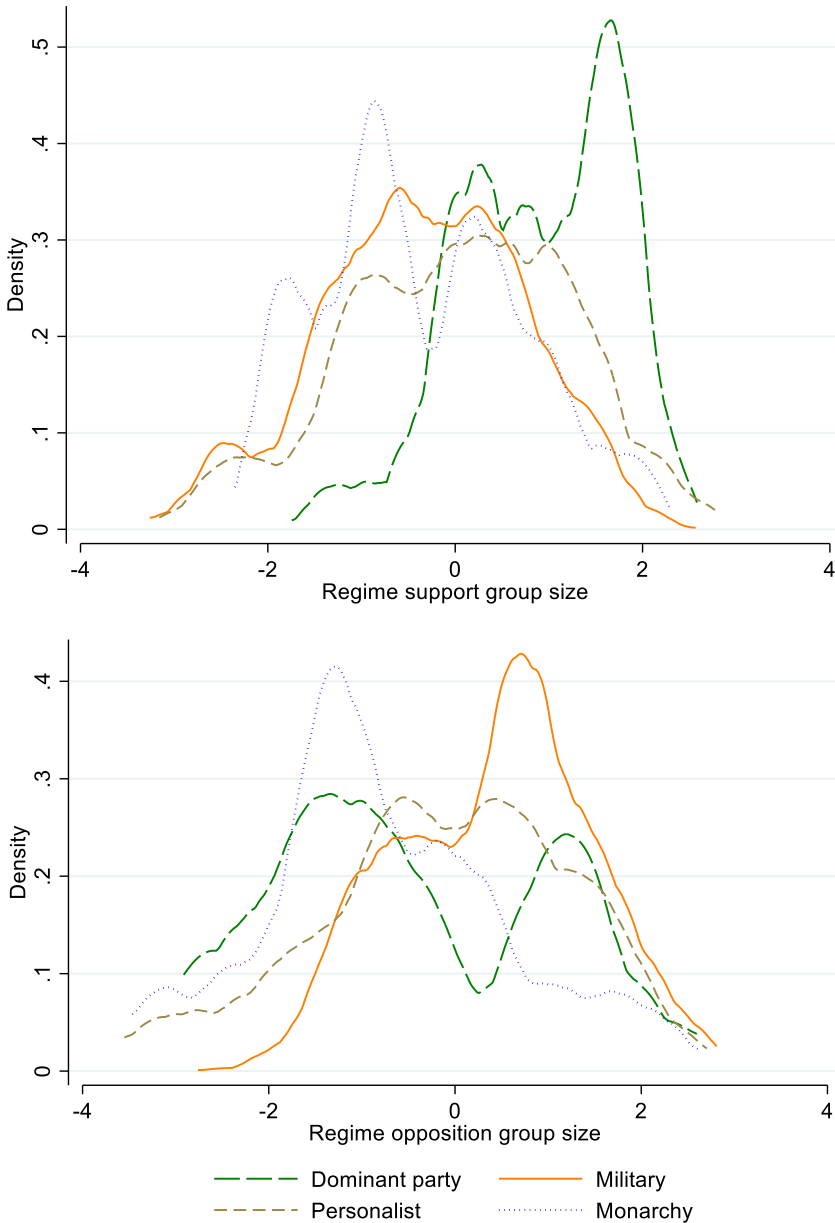 .5
.4
.3
.2
.1
0
Density
-4 -2 0 2 4
Regime support group size
.4
.3
.2
.1
0
Density
-4 -2 0 2 4
Regime opposition group size
Dominant party Military
Personalist Monarchy